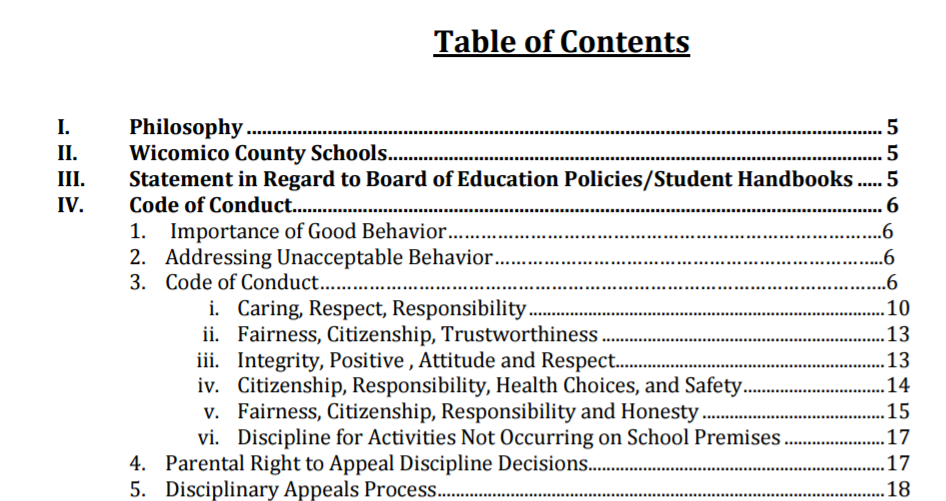 Table of Contents
I. Philosophy ........................................................................................................................... 5
II. Wicomico County Schools................................................................................................ 5
III. Statement in Regard to Board of Education Policies/Student Handbooks ..... 5
IV. Code of Conduct................................................................................................................... 6
1. Importance of Good Behavior…………………………………………………………………………..6
2. Addressing Unacceptable Behavior…………………………………………………………………...6
3. Code of Conduct…………………………………………………………………………………………..6
i. Caring, Respect, Responsibility ........................................................................10
ii. Fairness, Citizenship, Trustworthiness .........................................................13
iii. Integrity, Positive , Attitude and Respect......................................................13
iv. Citizenship, Responsibility, Health Choices, and Safety............................14
v. Fairness, Citizenship, Responsibility and Honesty ....................................15
vi. Discipline for Activities Not Occurring on School Premises ....................17
4. Parental Right to Appeal Discipline Decisions..........................................................17
5. Disciplinary Appeals Process.........................................................................................18